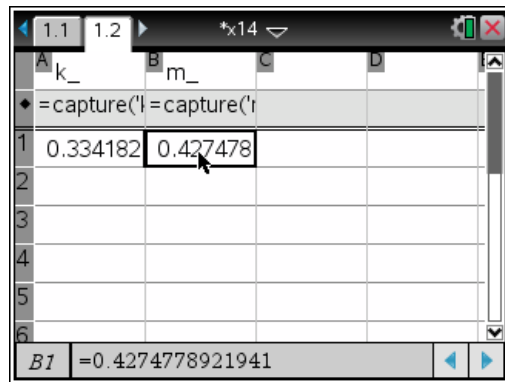 1.1 1.2 *x14
A k_ B m_ C D
=capture('k =capture('r
1 0.334182 0.427478
2
3
4
5
6
B1 =0.4274778921941